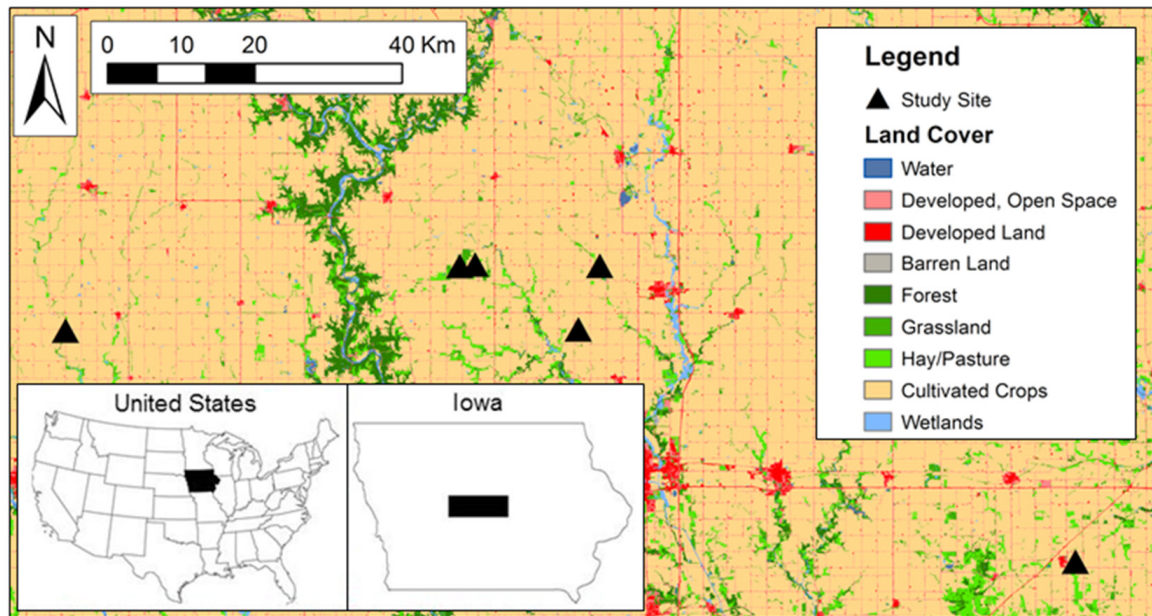 N
0 10 20 40 Km
Legend
Study Site
Land Cover
Water
Developed, Open Space
Developed Land
Barren Land
Forest
Grassland
Hay/Pasture
Cultivated Crops
Wetlands
United States
Iowa